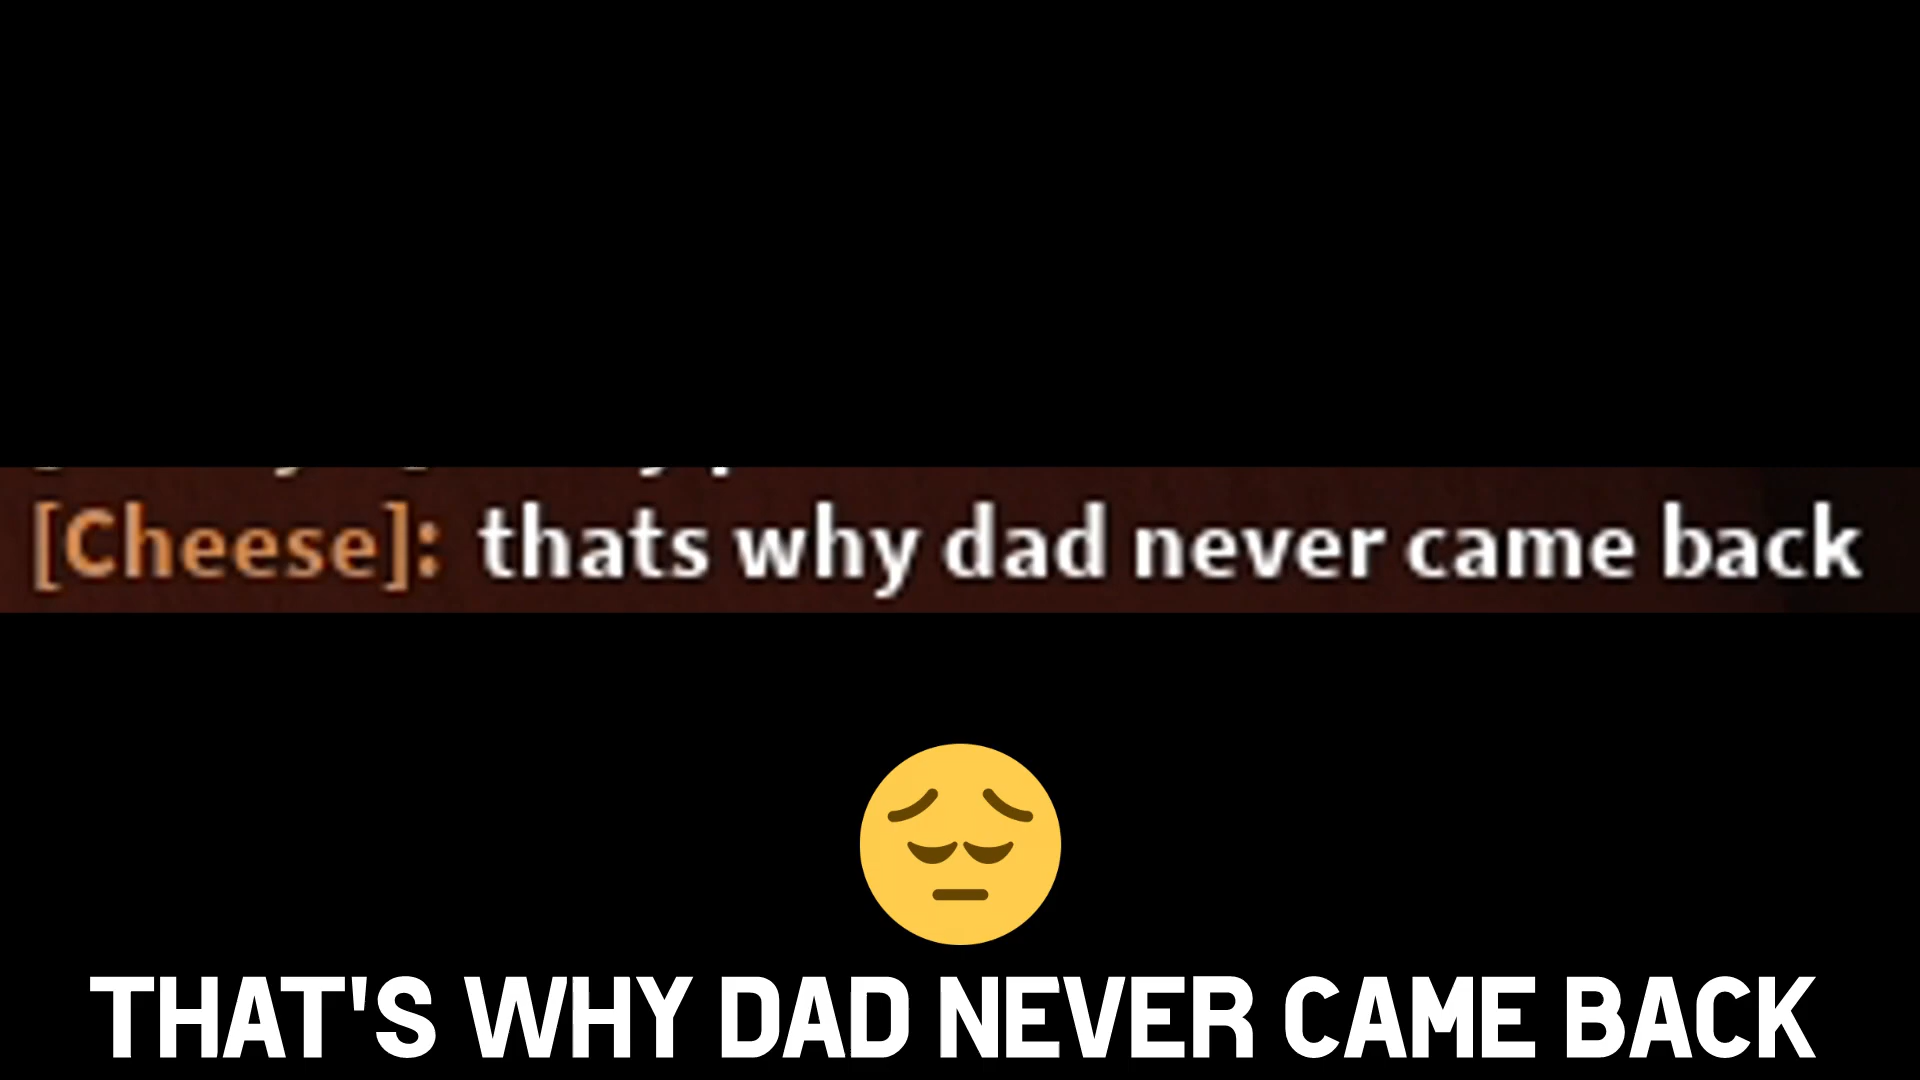 [Cheese]: thats why dad never came back
THAT'S WHY DAD NEVER CAME BACK